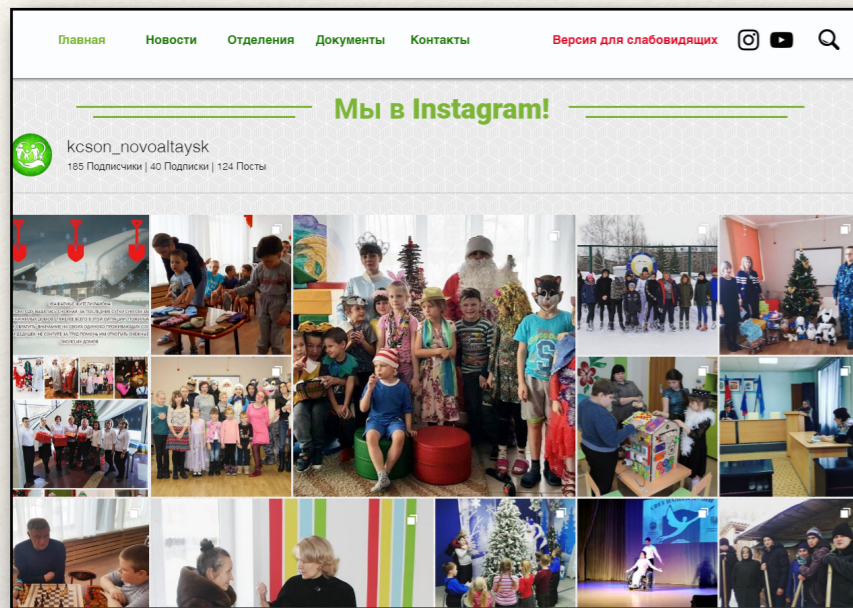 Главная Новости Отделения Документы Контакты Версия для слабовидящих
Мы в Instagram!
kcson_novoaltaysk
185 Подписчики | 40 Подписки | 124 Посты